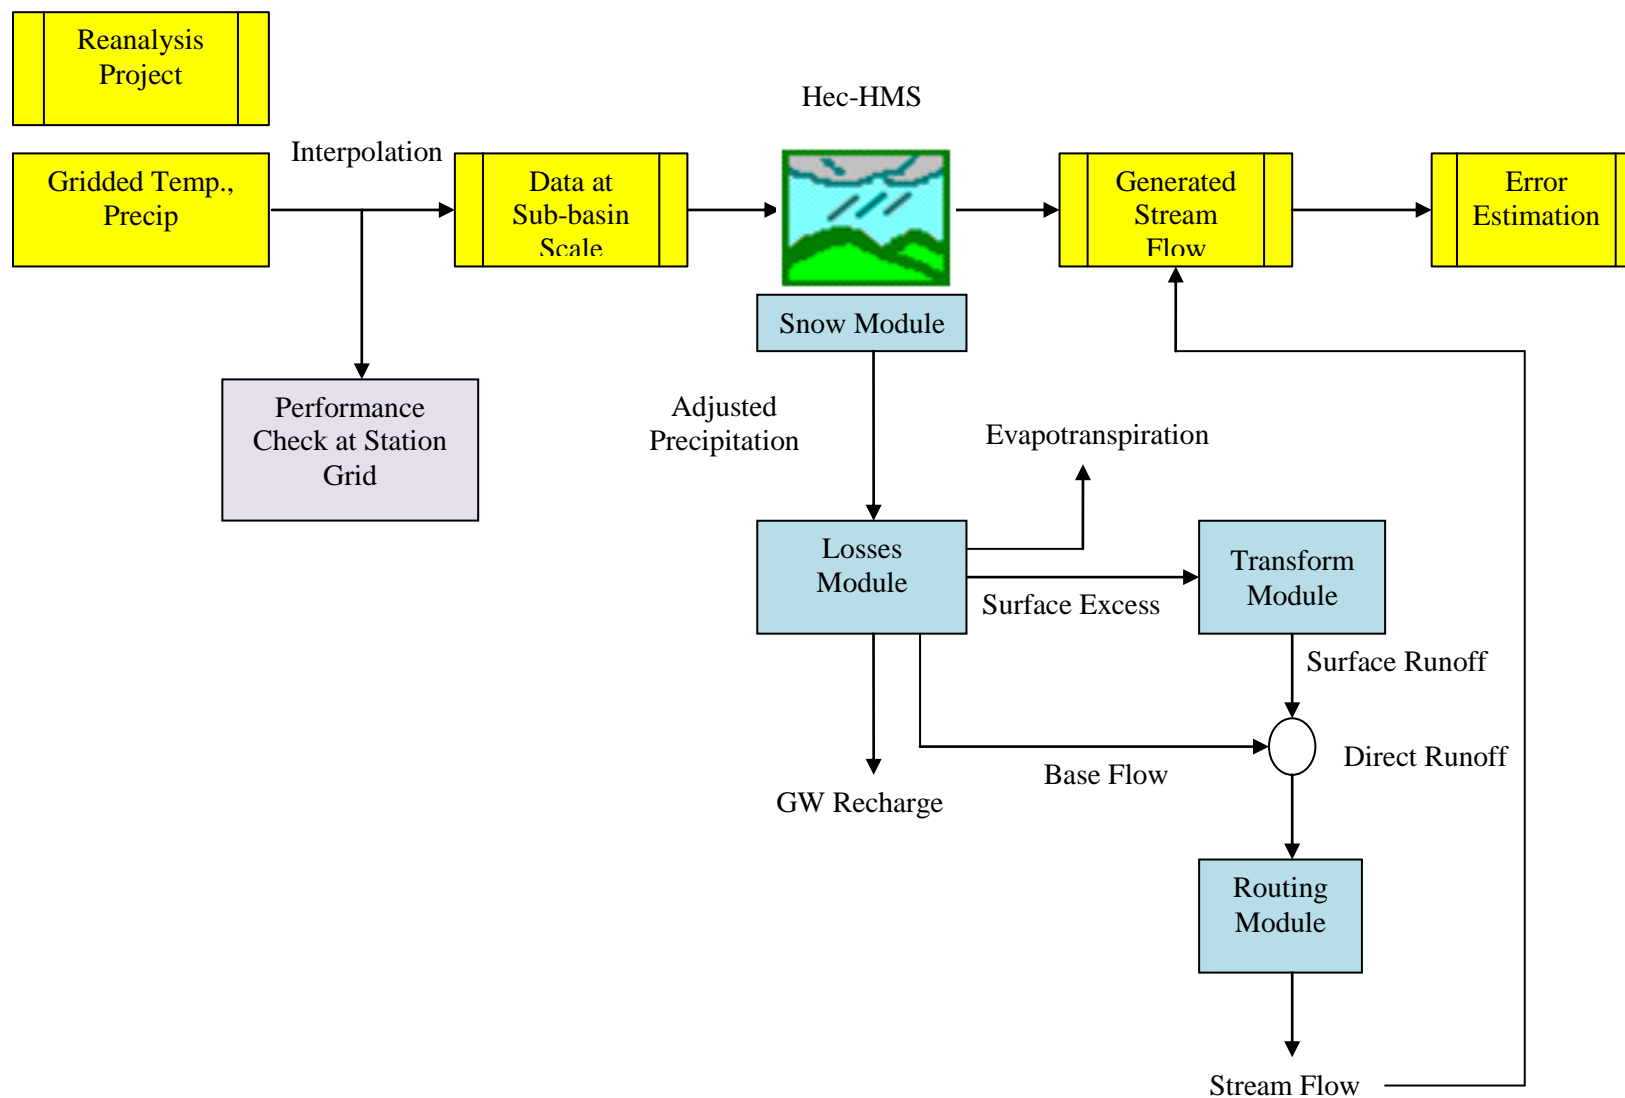 Reanalysis
Project
Hec-HMS
Interpolation
Gridded Temp.,
Precip
Data at
Sub-basin
Scale
Generated
Stream
Flow
Error
Estimation
Snow Module
Performance
Check at Station
Grid
Adjusted
Precipitation
Evapotranspiration
Losses
Module
Transform
Module
Surface Excess
Surface Runoff
Direct Runoff
Base Flow
GW Recharge
Routing
Module
Stream Flow